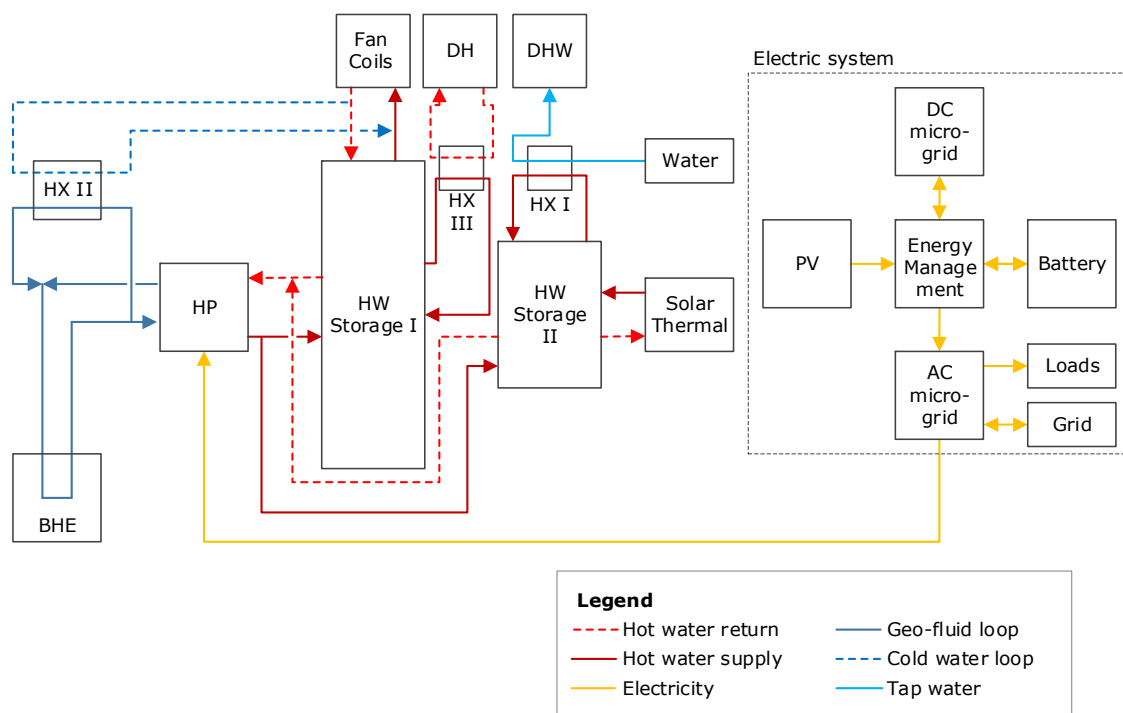 Fan
Coils
DH
DHW
Electric system
DC
micro-
grid
Water
HX II
HX
III
HX I
PV
Energy
Manage
ment
Battery
HP
HW
Storage I
HW
Storage
II
Solar
Thermal
AC
micro-
grid
Loads
Grid
BHE
Legend
Hot water return
Hot water supply
Electricity
Geo-fluid loop
Cold water loop
Tap water